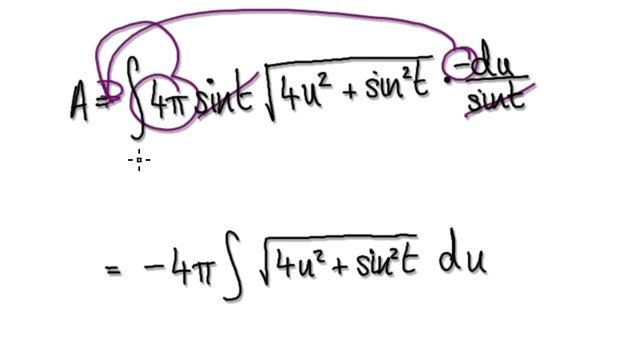 A = ∫ 4π sint √(4u² + sin²t) · -du/sint
= -4π ∫ √(4u² + sin²t) du